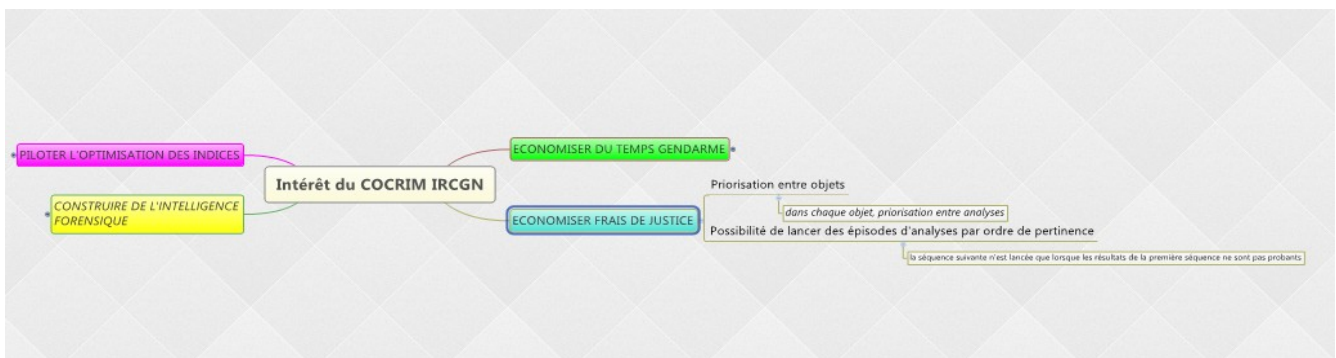 PILOTER L'OPTIMISATION DES INDICES
CONSTRUIRE DE L'INTELLIGENCE
FORENSIQUE
Intérêt du COCRIM IRCGN
ECONOMISER DU TEMPS GENDARME
ECONOMISER FRAIS DE JUSTICE
Priorisation entre objets
dans chaque objet, priorisation entre analyses
Possibilité de lancer des épisodes d'analyses par ordre de pertinence
la séquence suivante n'est lancée que lorsque les résultats de la première séquence ne sont pas probants